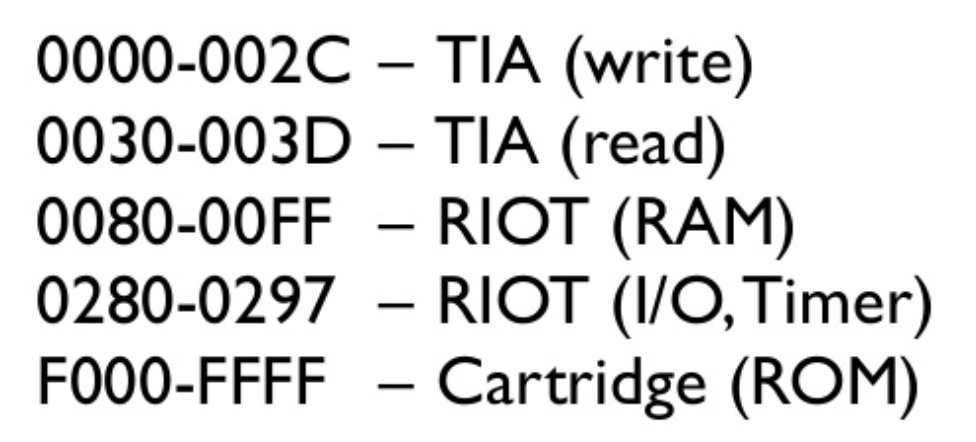 0000-002C – TIA (write)
0030-003D – TIA (read)
0080-00FF – RIOT (RAM)
0280-0297 – RIOT (I/O, Timer)
F000-FFFF – Cartridge (ROM)